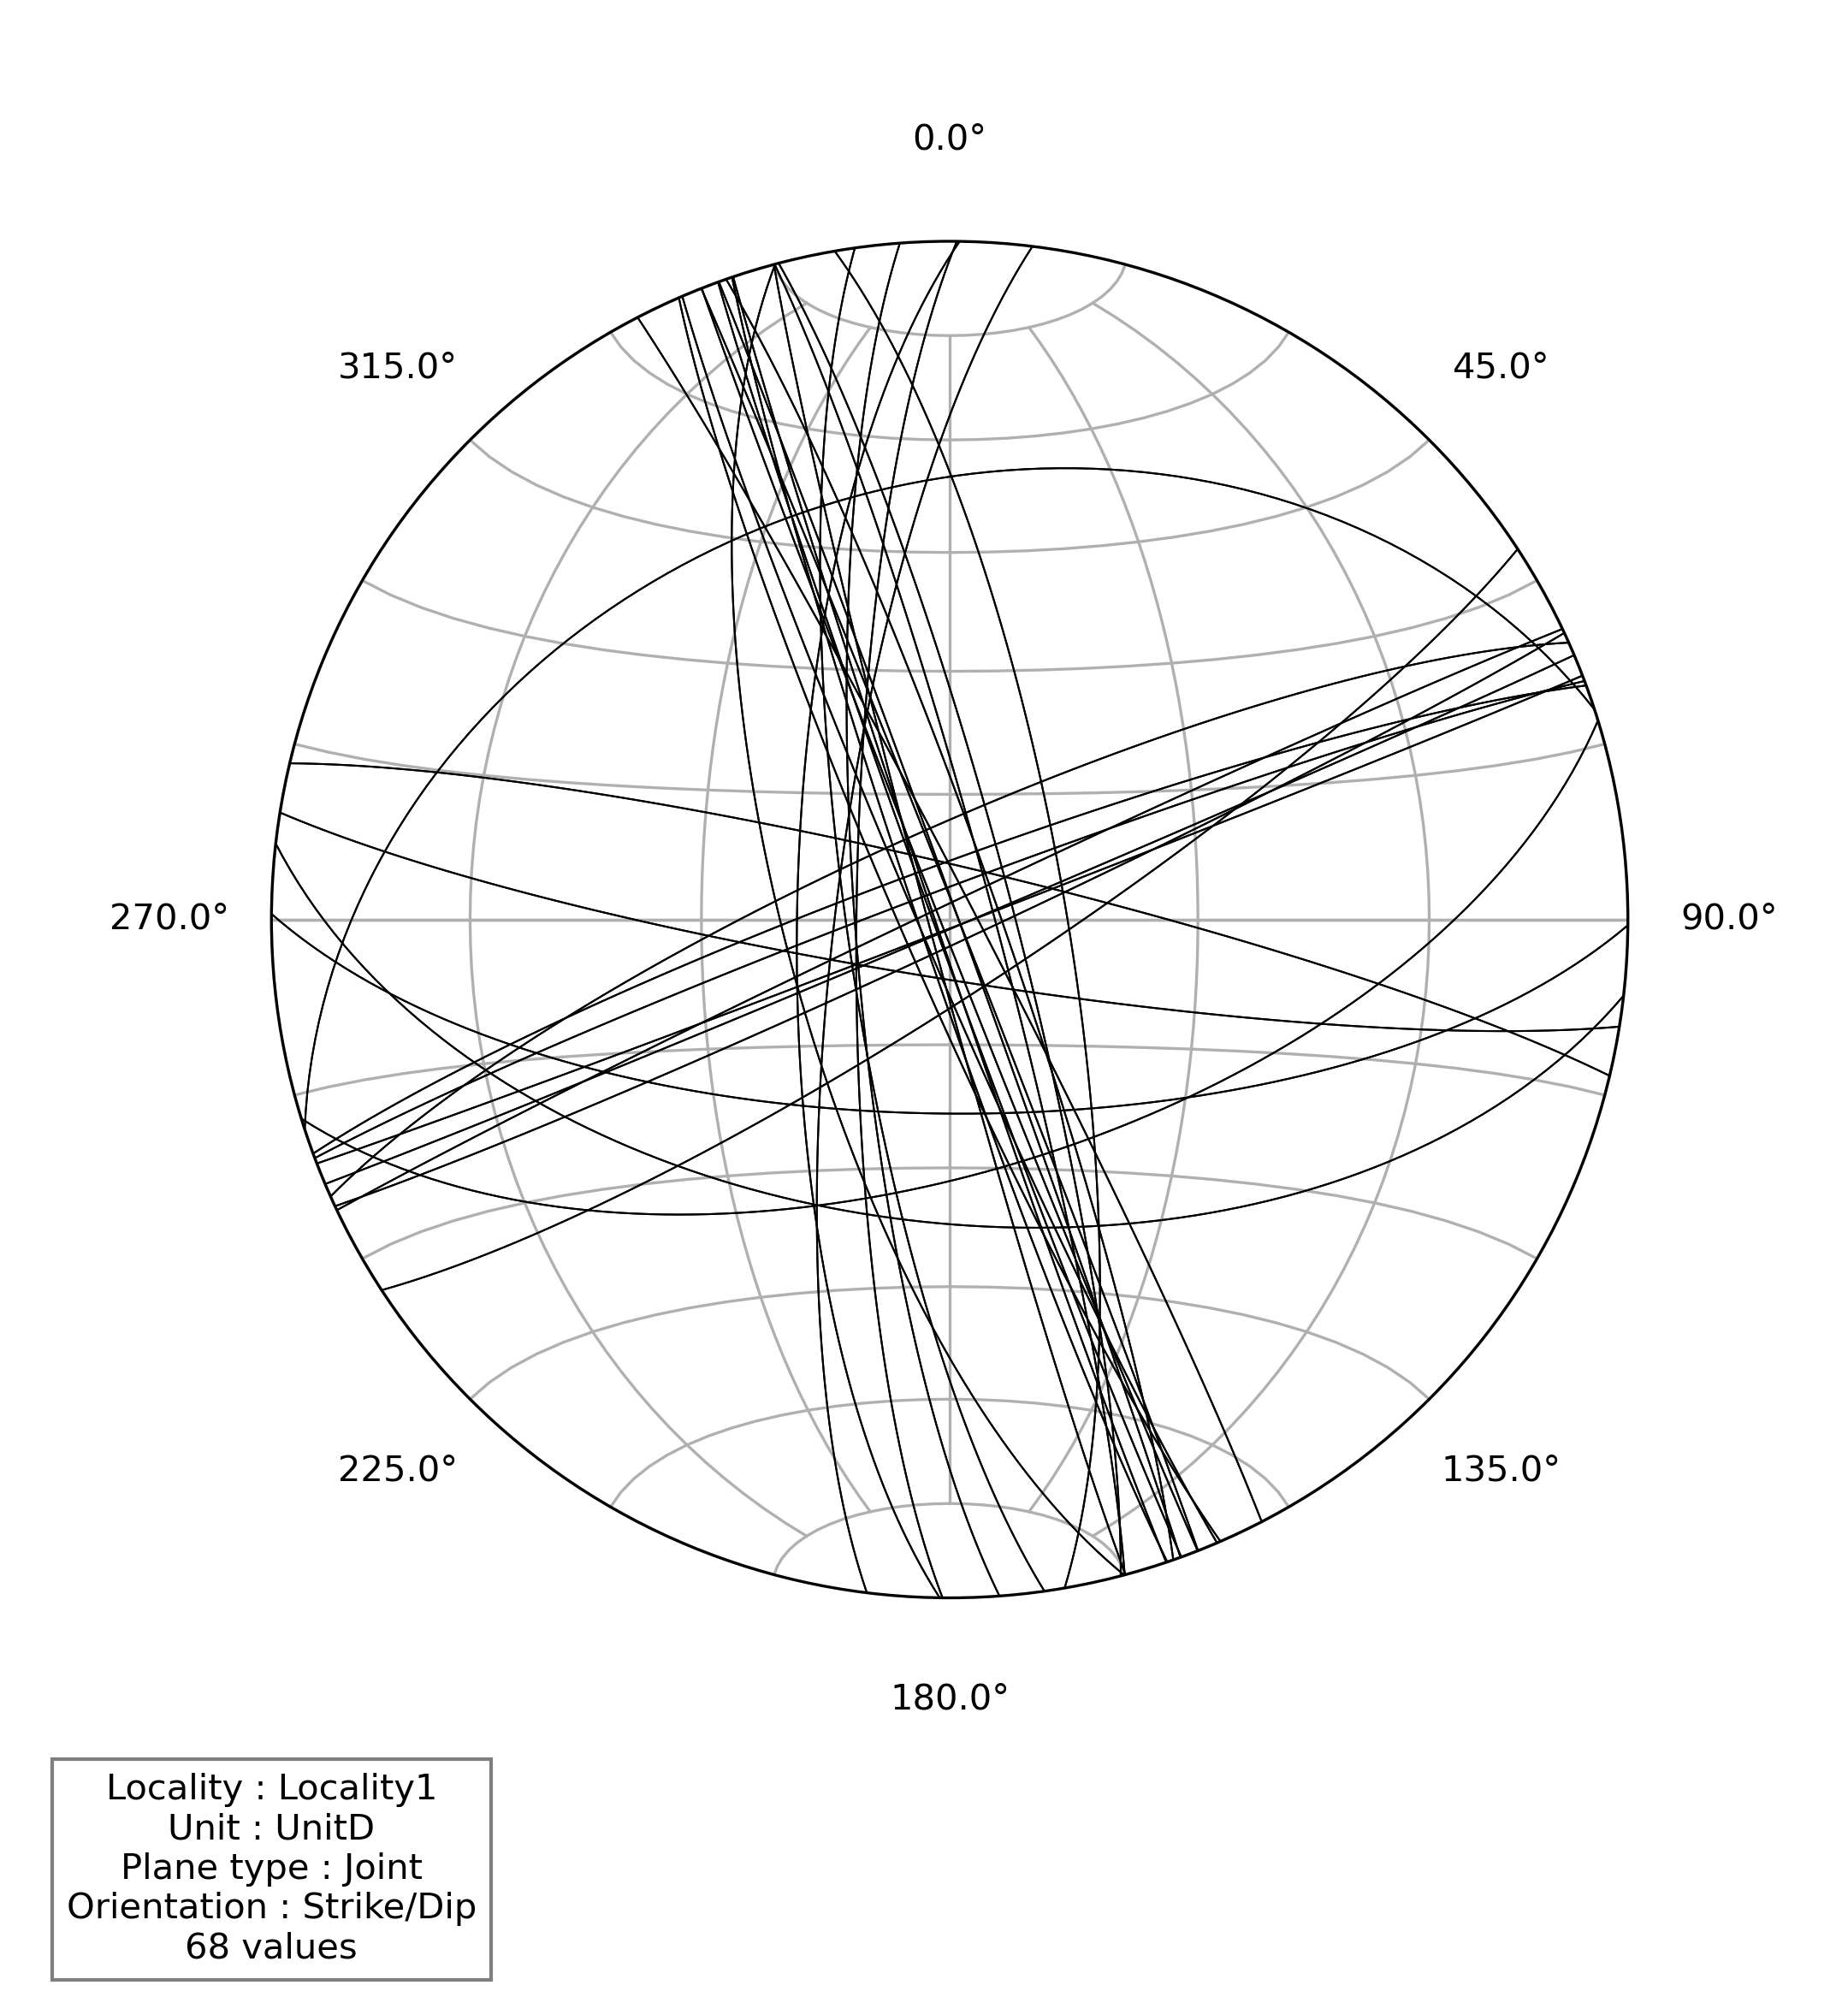 0.0°
315.0°
45.0°
270.0°
90.0°
225.0°
135.0°
180.0°
Locality : Locality1
Unit : UnitD
Plane type : Joint
Orientation : Strike/Dip
68 values